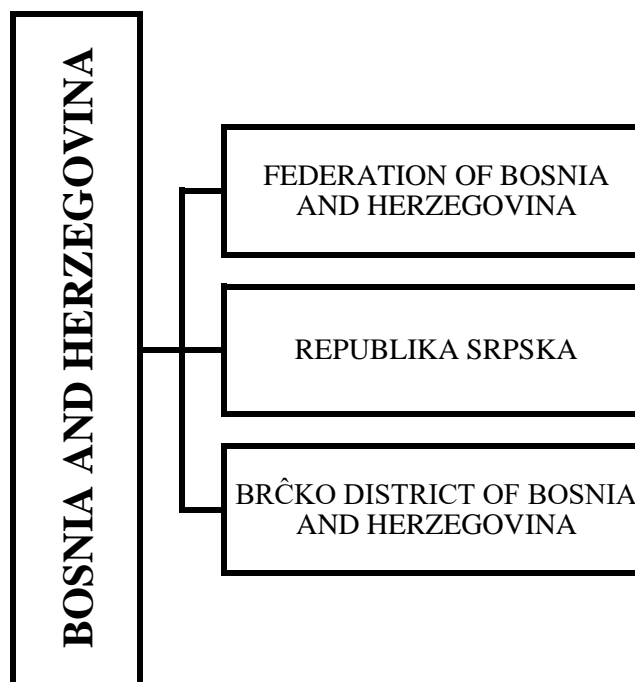 BOSNIA AND HERZEGOVINA
FEDERATION OF BOSNIA
AND HERZEGOVINA
REPUBLIKA SRPSKA
BRĈKO DISTRICT OF BOSNIA
AND HERZEGOVINA